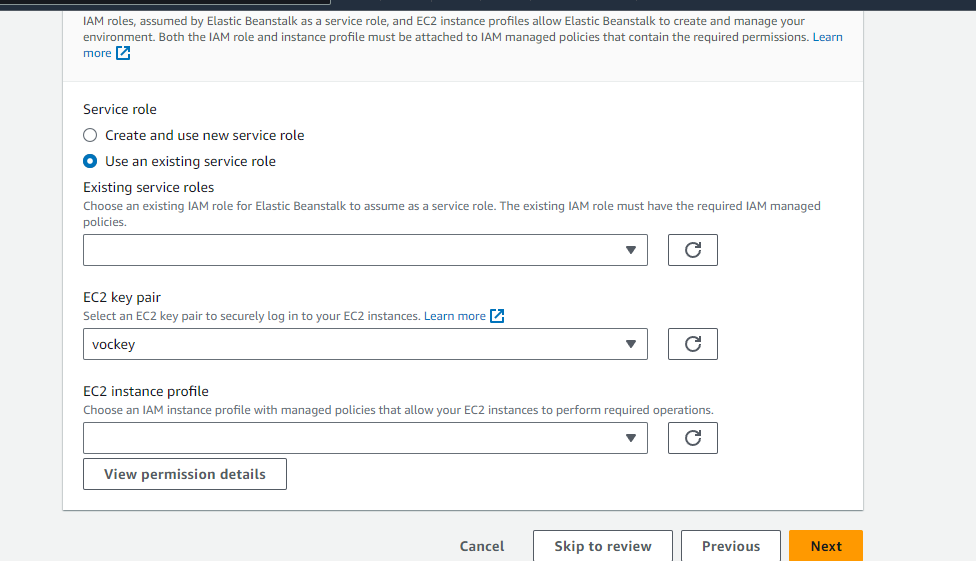 IAM roles, assumed by Elastic Beanstalk as a service role, and EC2 instance profiles allow Elastic Beanstalk to create and manage your
environment. Both the IAM role and instance profile must be attached to IAM managed policies that contain the required permissions. Learn
more
Service role
Create and use new service role
Use an existing service role
Existing service roles
Choose an existing IAM role for Elastic Beanstalk to assume as a service role. The existing IAM role must have the required IAM managed
policies.
EC2 key pair
Select an EC2 key pair to securely log in to your EC2 instances. Learn more
vockey
EC2 instance profile
Choose an IAM instance profile with managed policies that allow your EC2 instances to perform required operations.
View permission details
Cancel Skip to review Previous Next